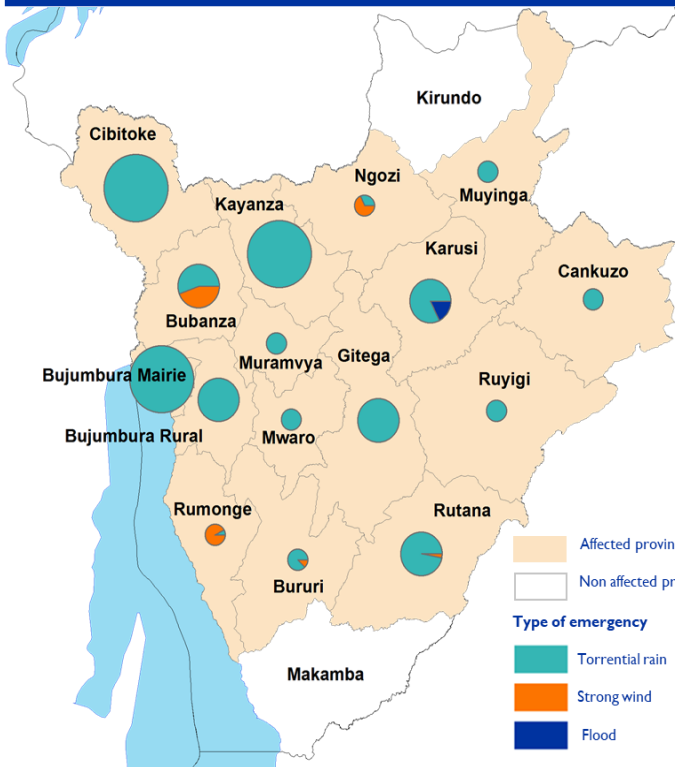 Kirundo
Cibitoke
Ngozi
Muyinga
Kayanza
Karusi
Cankuzo
Bubanza
Muramvya
Gitega
Bujumbura Mairie
Ruyigi
Bujumbura Rural
Mwaro
Rumonge
Rutana
Bururi
Makamba
Affected provin
Non affected pr
Type of emergency
Torrential rain
Strong wind
Flood